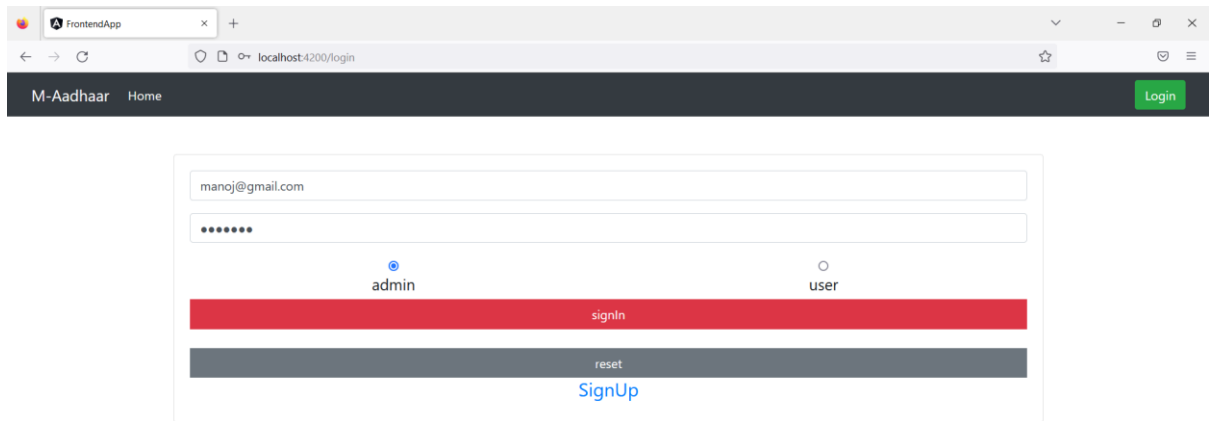 FrontendApp
localhost:4200/login
M-Aadhaar Home Login
manoj@gmail.com
•••••••
admin user
signIn
reset
SignUp